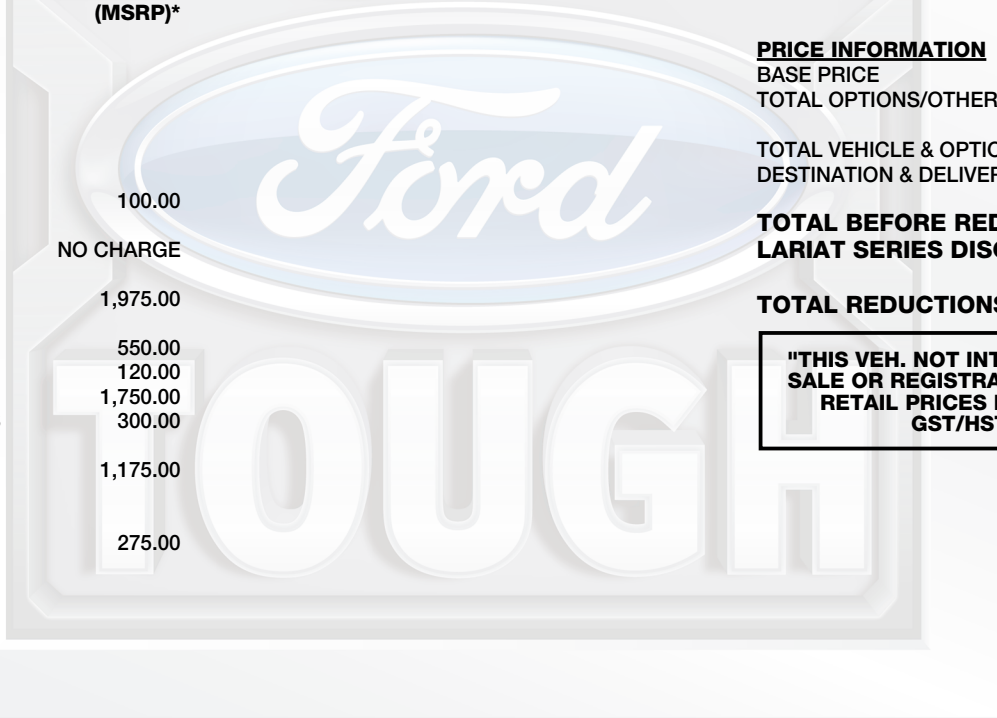 (MSRP)*
100.00
NO CHARGE
1,975.00
550.00
120.00
1,750.00
300.00
1,175.00
275.00
Ford
TOUGH
PRICE INFORMATION
BASE PRICE
TOTAL OPTIONS/OTHER
TOTAL VEHICLE & OPTIO
DESTINATION & DELIVER
TOTAL BEFORE RED
LARIAT SERIES DISC
TOTAL REDUCTIONS
"THIS VEH. NOT INT
SALE OR REGISTRA
RETAIL PRICES
GST/HST